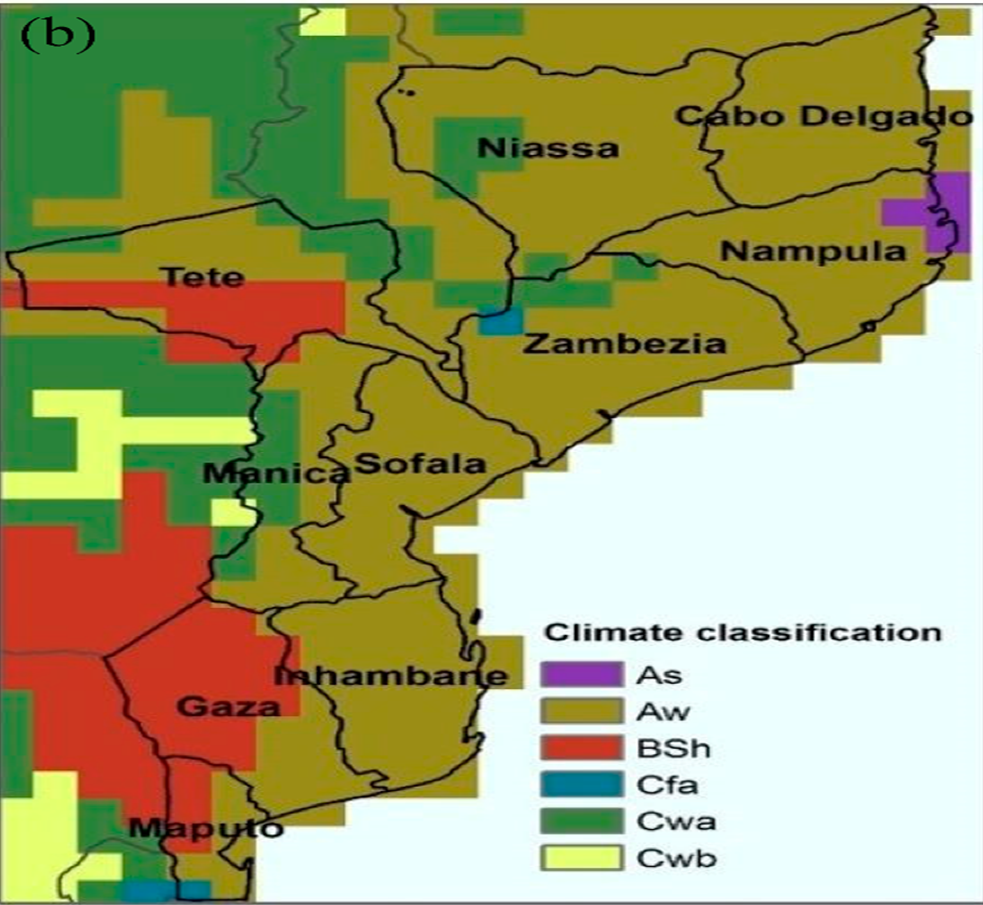 (b)
Cabo Delgado
Niassa
Nampula
Tete
Zambezia
Manica
Sofala
Inhambane
Gaza
Maputo
Climate classification
As
Aw
BSh
Cfa
Cwa
Cwb